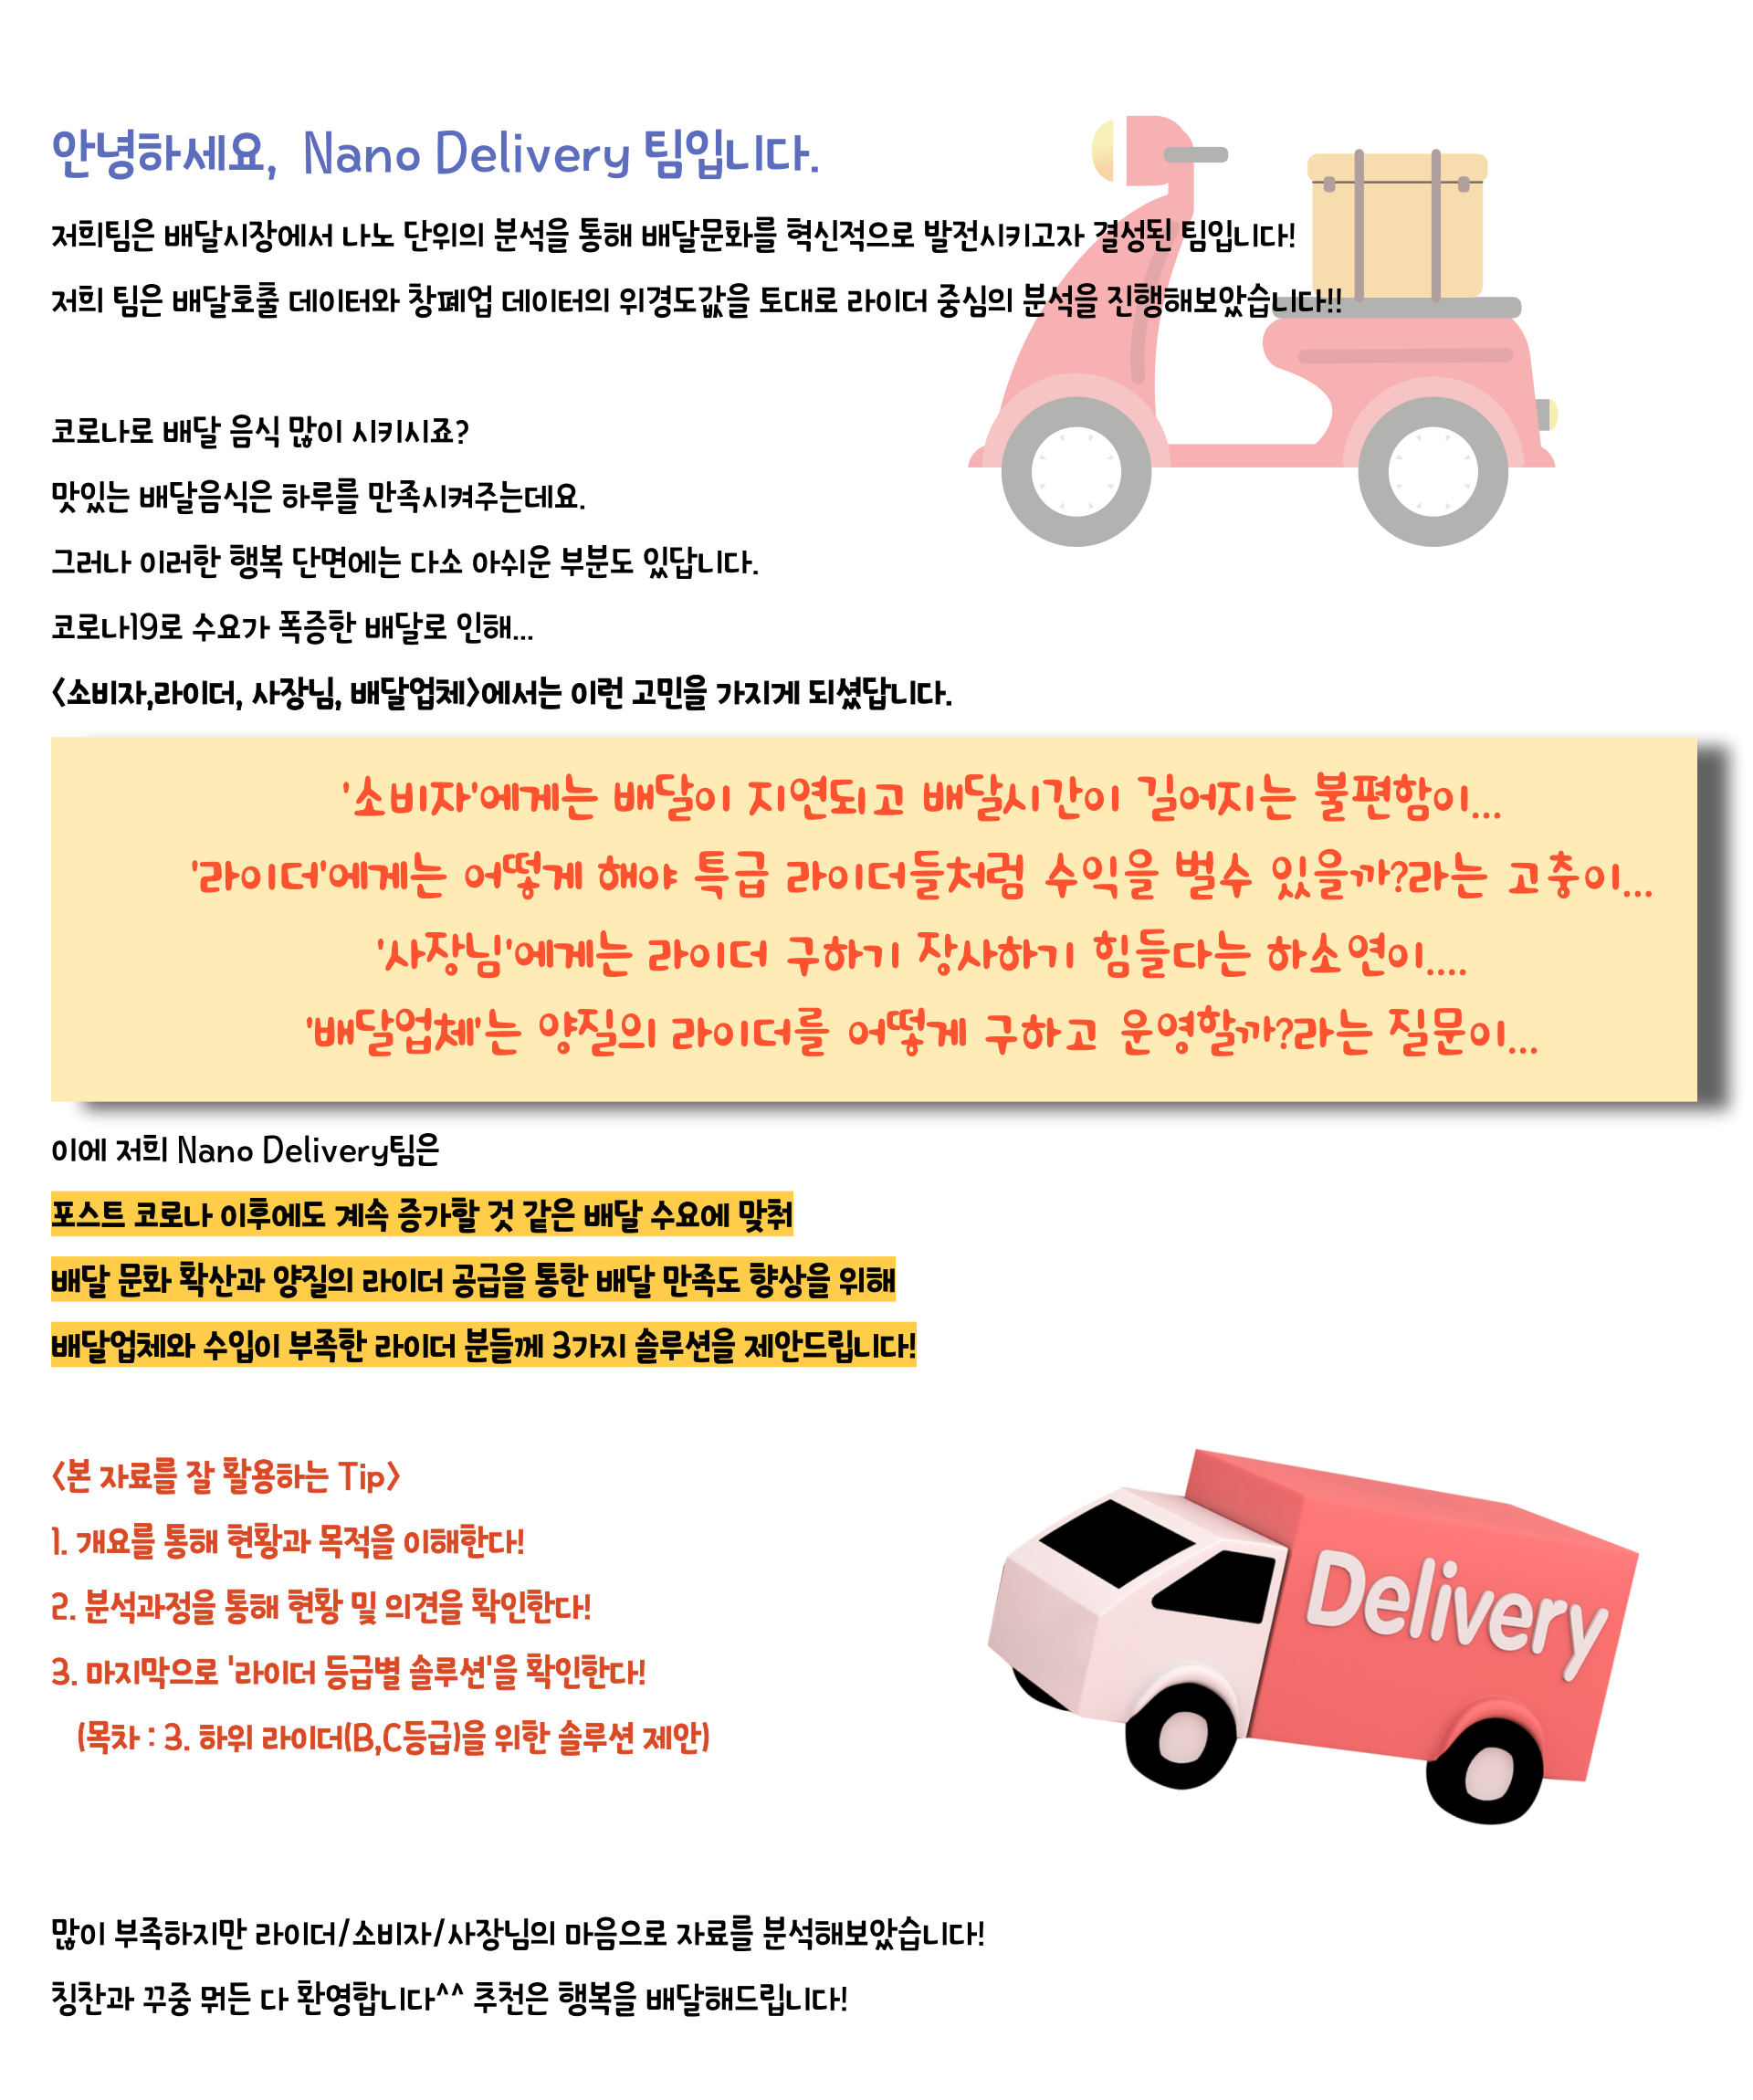 안녕하세요, Nano Delivery 팀입니다.
저희팀은 배달시장에서 나노 단위의 분석을 통해 배달문화를 혁신적으로 발전시키고자 결성된 팀입니다!
저희 팀은 배달호출 데이터와 창폐업 데이터의 위경도값을 토대로 라이더 중심의 분석을 진행해보았습니다!!
코로나로 배달 음식 많이 시키시죠?
맛있는 배달음식은 하루를 만족시켜주는데요.
그러나 이러한 행복 단면에는 다소 아쉬운 부분도 있답니다.
코로나19로 수요가 폭증한 배달로 인해...
<소비자,라이더, 사장님, 배달업체>에서는 이런 고민을 가지게 되셨답니다.
'소비자'에게는 배달이 지연되고 배달시간이 길어지는 불편함이...
'라이더'에게는 어떻게 해야 특급 라이더들처럼 수익을 벌수 있을까?라는 고충이...
'사장님'에게는 라이더 구하기 장사하기 힘들다는 하소연이....
'배달업체'는 양질의 라이더를 어떻게 구하고 운영할까?라는 질문이...
이에 저희 Nano Delivery팀은
포스트 코로나 이후에도 계속 증가할 것 같은 배달 수요에 맞춰
배달 문화 확산과 양질의 라이더 공급을 통한 배달 만족도 향상을 위해
배달업체와 수입이 부족한 라이더 분들께 3가지 솔루션을 제안드립니다!
<본 자료를 잘 활용하는 Tip>
1. 개요를 통해 현황과 목적을 이해한다!
2. 분석과정을 통해 현황 및 의견을 확인한다!
3. 마지막으로 '라이더 등급별 솔루션'을 확인한다!
(목차 : 3. 하위 라이더(B,C등급)을 위한 솔루션 제안)
Delivery
많이 부족하지만 라이더/소비자/사장님의 마음으로 자료를 분석해보았습니다!
칭찬과 꾸중 뭐든 다 환영합니다^^ 추천은 행복을 배달해드립니다!